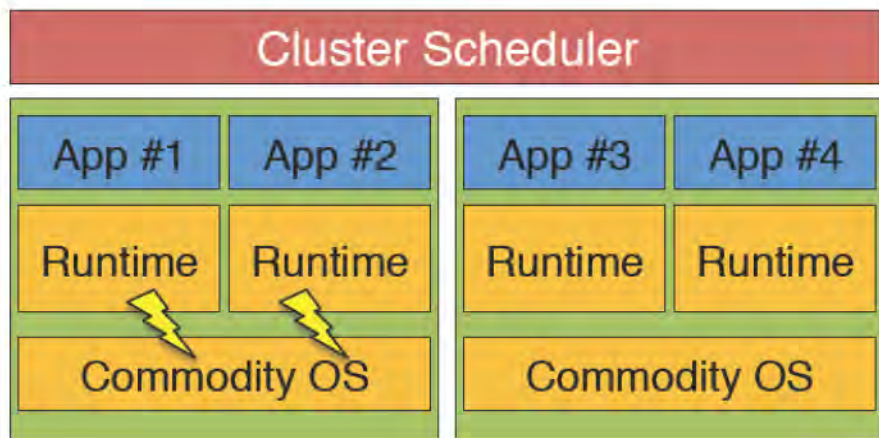 Cluster Scheduler
App #1 App #2 App #3 App #4
Runtime Runtime Runtime Runtime
Commodity OS Commodity OS